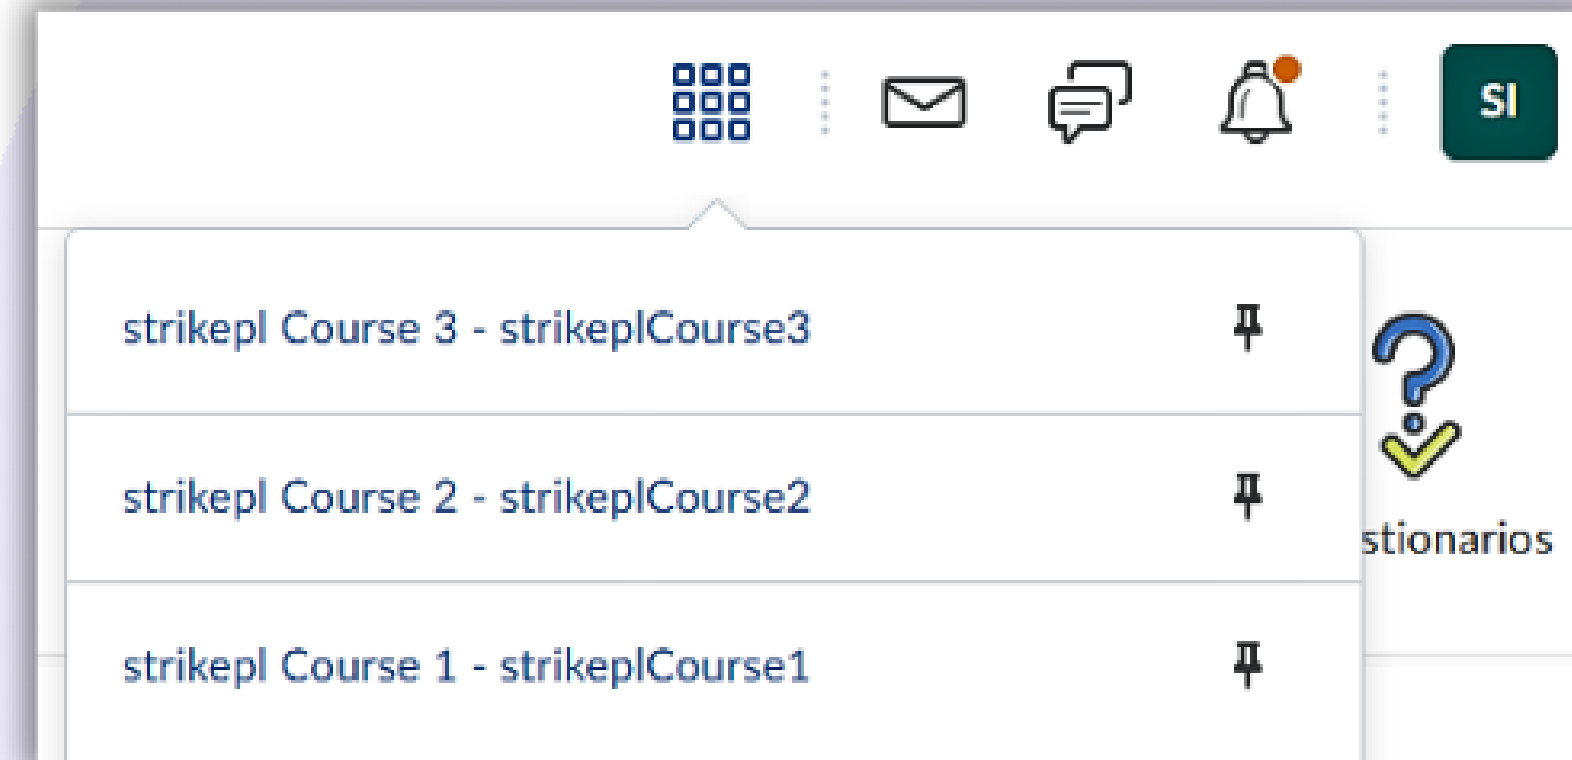 SI
strikepl Course 3 - strikeplCourse3
strikepl Course 2 - strikeplCourse2
stionarios
strikepl Course 1 - strikeplCourse1